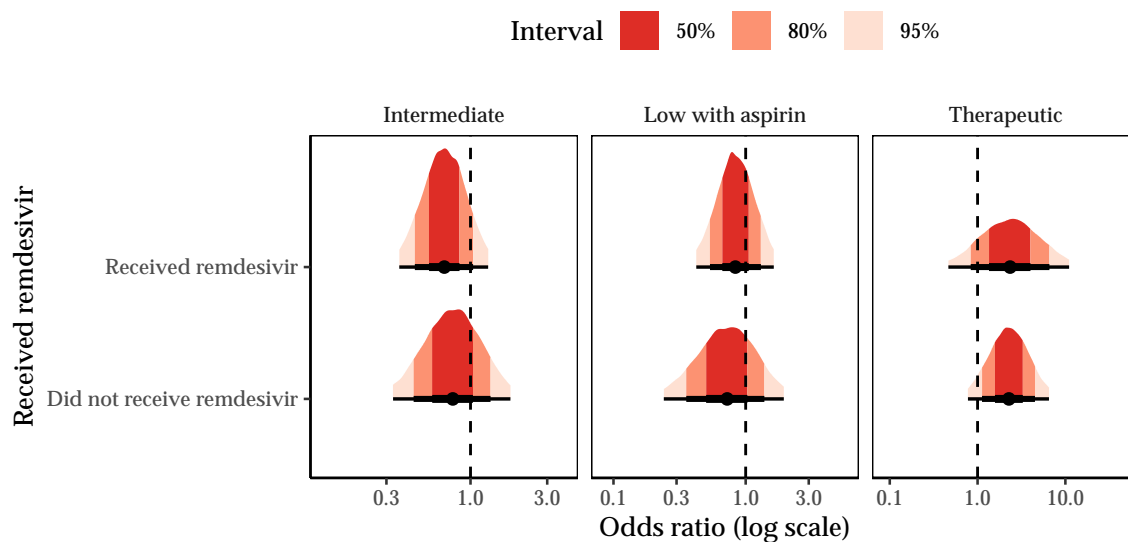 Interval 50% 80% 95%
Intermediate Low with aspirin Therapeutic
Received remdesivir
Received remdesivir
Did not receive remdesivir
0.3 1.0 3.0 0.1 0.3 1.0 3.0 0.1 1.0 10.0
Odds ratio (log scale)